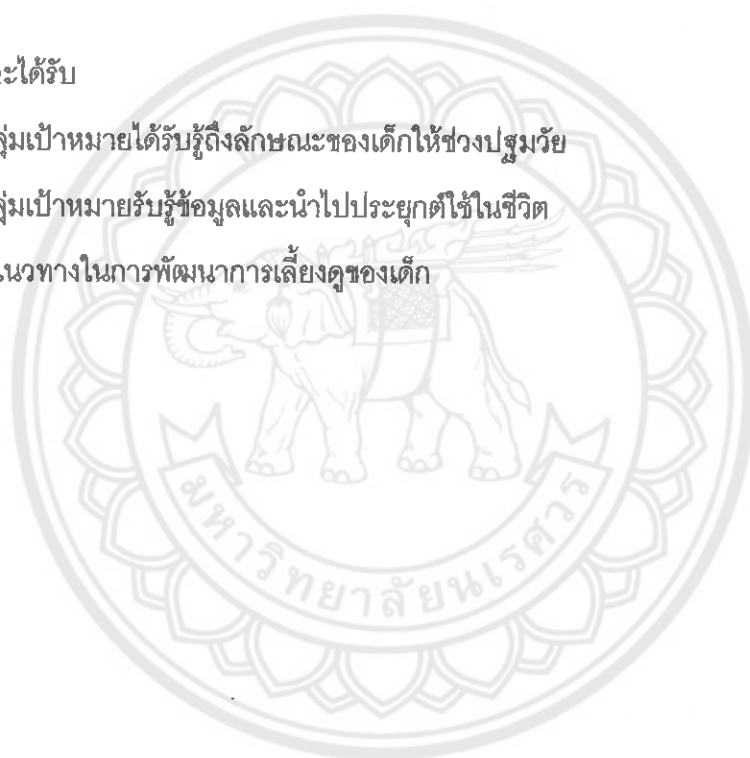 ะได้รับ
ลุ่มเป้าหมายได้รับรู้ถึงลักษณะของเด็กให้ช่วงปฐมวัย
ลุ่มเป้าหมายรับรู้ข้อมูลและนำไปประยุกต์ใช้ในชีวิต
แนวทางในการพัฒนาการเลี้ยงดูของเด็ก
มหาวิทยาลัยนเรศวร